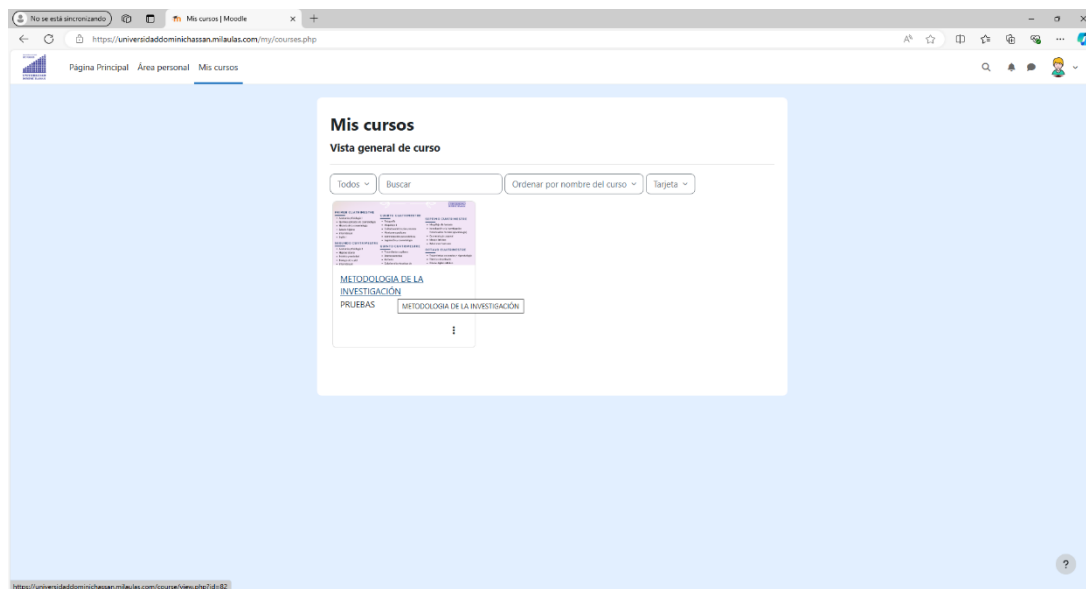 No se está sincronizando
Mis cursos | Moodle
https://universidaddominichassan.milaulas.com/my/courses.php
Página Principal Área personal Mis cursos
Mis cursos
Vista general de curso
Todos Buscar Ordenar por nombre del curso Tarjeta
METODOLOGIA DE LA
INVESTIGACIÓN
PRUEBAS
METODOLOGIA DE LA INVESTIGACIÓN
?
https://universidaddominichassan.milaulas.com/course/view.php?id=82